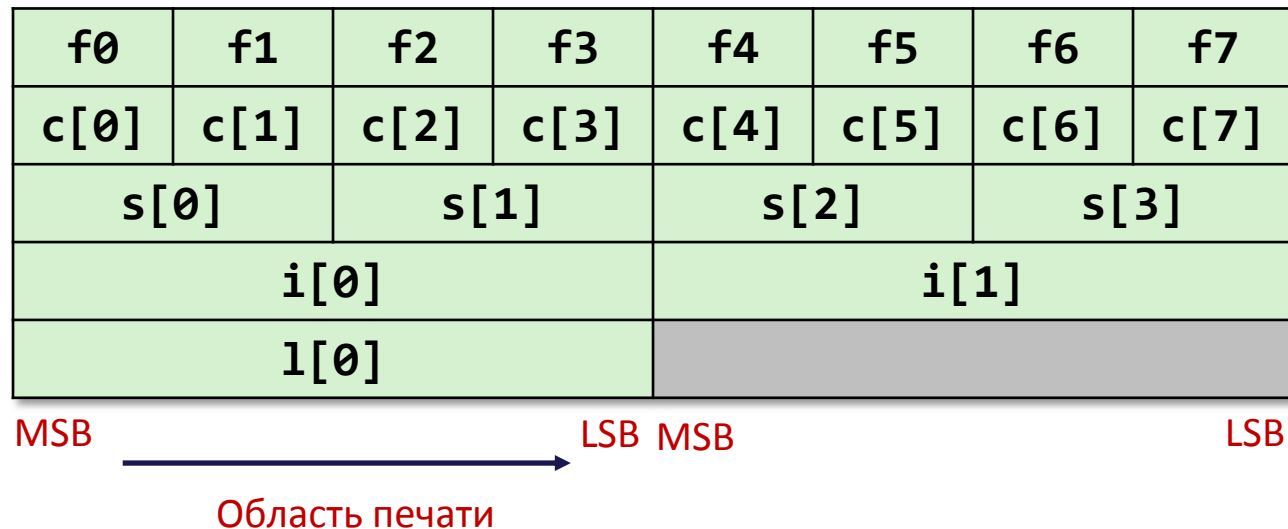 f0 f1 f2 f3 f4 f5 f6 f7
c[0] c[1] c[2] c[3] c[4] c[5] c[6] c[7]
s[0] s[1] s[2] s[3]
i[0] i[1]
l[0]
MSB LSB MSB LSB
Область печати